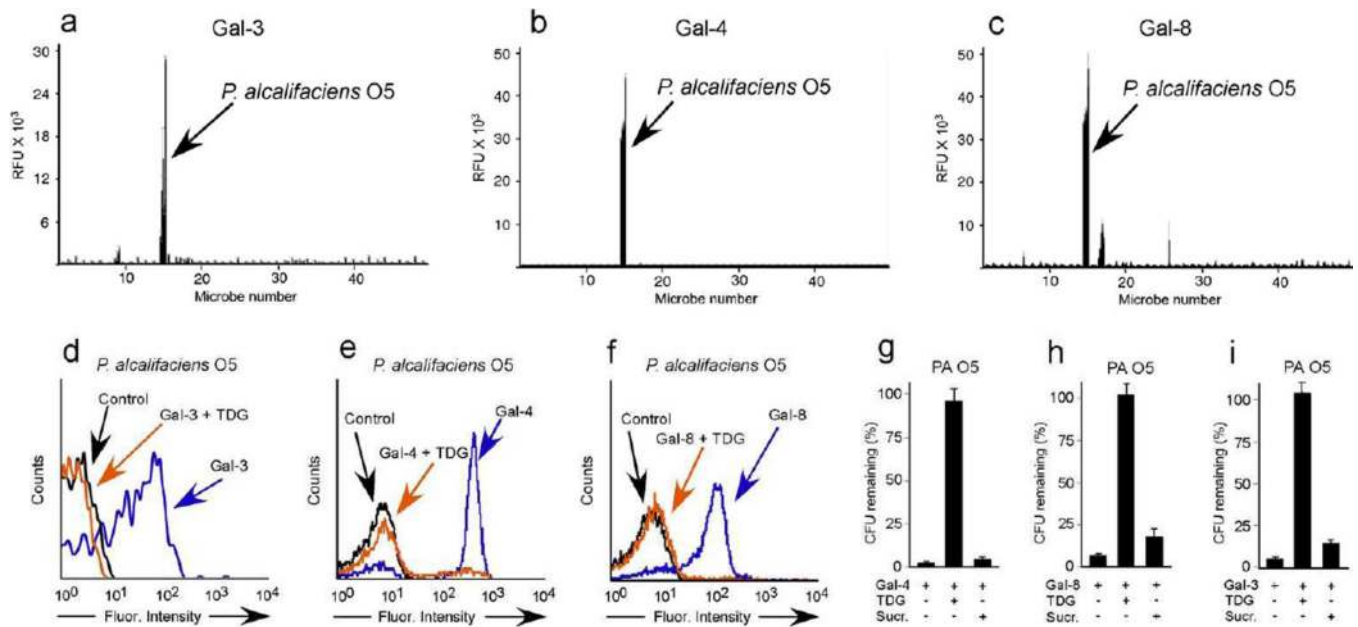 a
Gal-3
30
24
18
12
6
RFU X 10³
P. alcalifaciens O5
10
20
30
40
Microbe number
b
Gal-4
50
40
30
20
10
RFU X 10³
P. alcalifaciens O5
10
20
30
40
Microbe number
c
Gal-8
50
40
30
20
10
RFU X 10³
P. alcalifaciens O5
10
20
30
40
Microbe number
d
P. alcalifaciens O5
Control
Gal-3 + TDG
Gal-3
Counts
10⁰ 10¹ 10² 10³ 10⁴
Fluor. Intensity
e
P. alcalifaciens O5
Control
Gal-4
Gal-4 + TDG
Counts
10⁰ 10¹ 10² 10³ 10⁴
Fluor. Intensity
f
P. alcalifaciens O5
Control
Gal-8
Gal-8 + TDG
Counts
10⁰ 10¹ 10² 10³ 10⁴
Fluor. Intensity
g
PA O5
100
75
50
25
0
CFU remaining (%)
Gal-4 + + +
TDG - + -
Sucr. - - +
h
PA O5
100
75
50
25
0
CFU remaining (%)
Gal-8 + + +
TDG - + -
Sucr. - - +
i
PA O5
100
75
50
25
0
CFU remaining (%)
Gal-3 + + +
TDG - + -
Sucr. - - +